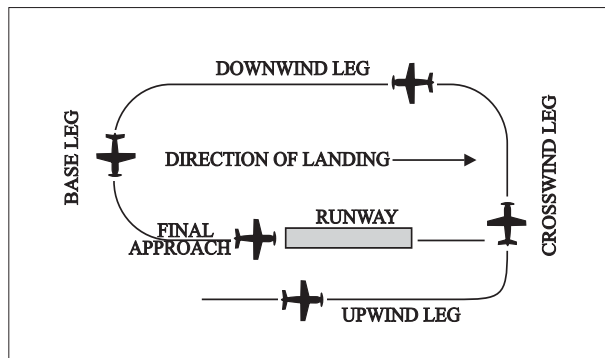 DOWNWIND LEG
BASE LEG
DIRECTION OF LANDING
CROSSWIND LEG
RUNWAY
FINAL
APPROACH
UPWIND LEG